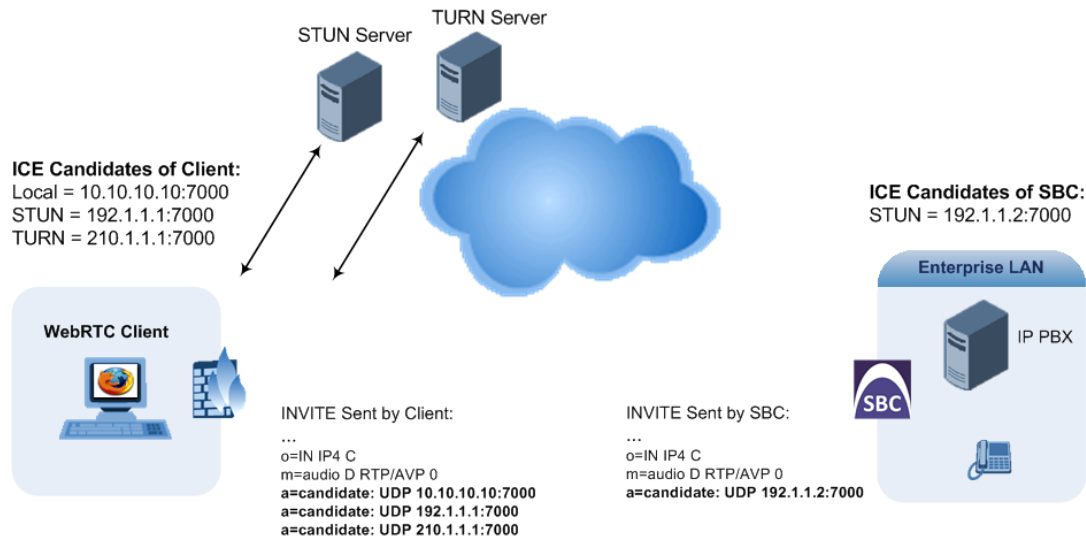 TURN Server
STUN Server
ICE Candidates of Client:
Local = 10.10.10.10:7000
STUN = 192.1.1.1:7000
TURN = 210.1.1.1:7000
ICE Candidates of SBC:
STUN = 192.1.1.2:7000
Enterprise LAN
WebRTC Client
IP PBX
SBC
INVITE Sent by Client:
...
o=IN IP4 C
m=audio D RTP/AVP 0
a=candidate: UDP 10.10.10.10:7000
a=candidate: UDP 192.1.1.1:7000
a=candidate: UDP 210.1.1.1:7000
INVITE Sent by SBC:
...
o=IN IP4 C
m=audio D RTP/AVP 0
a=candidate: UDP 192.1.1.2:7000